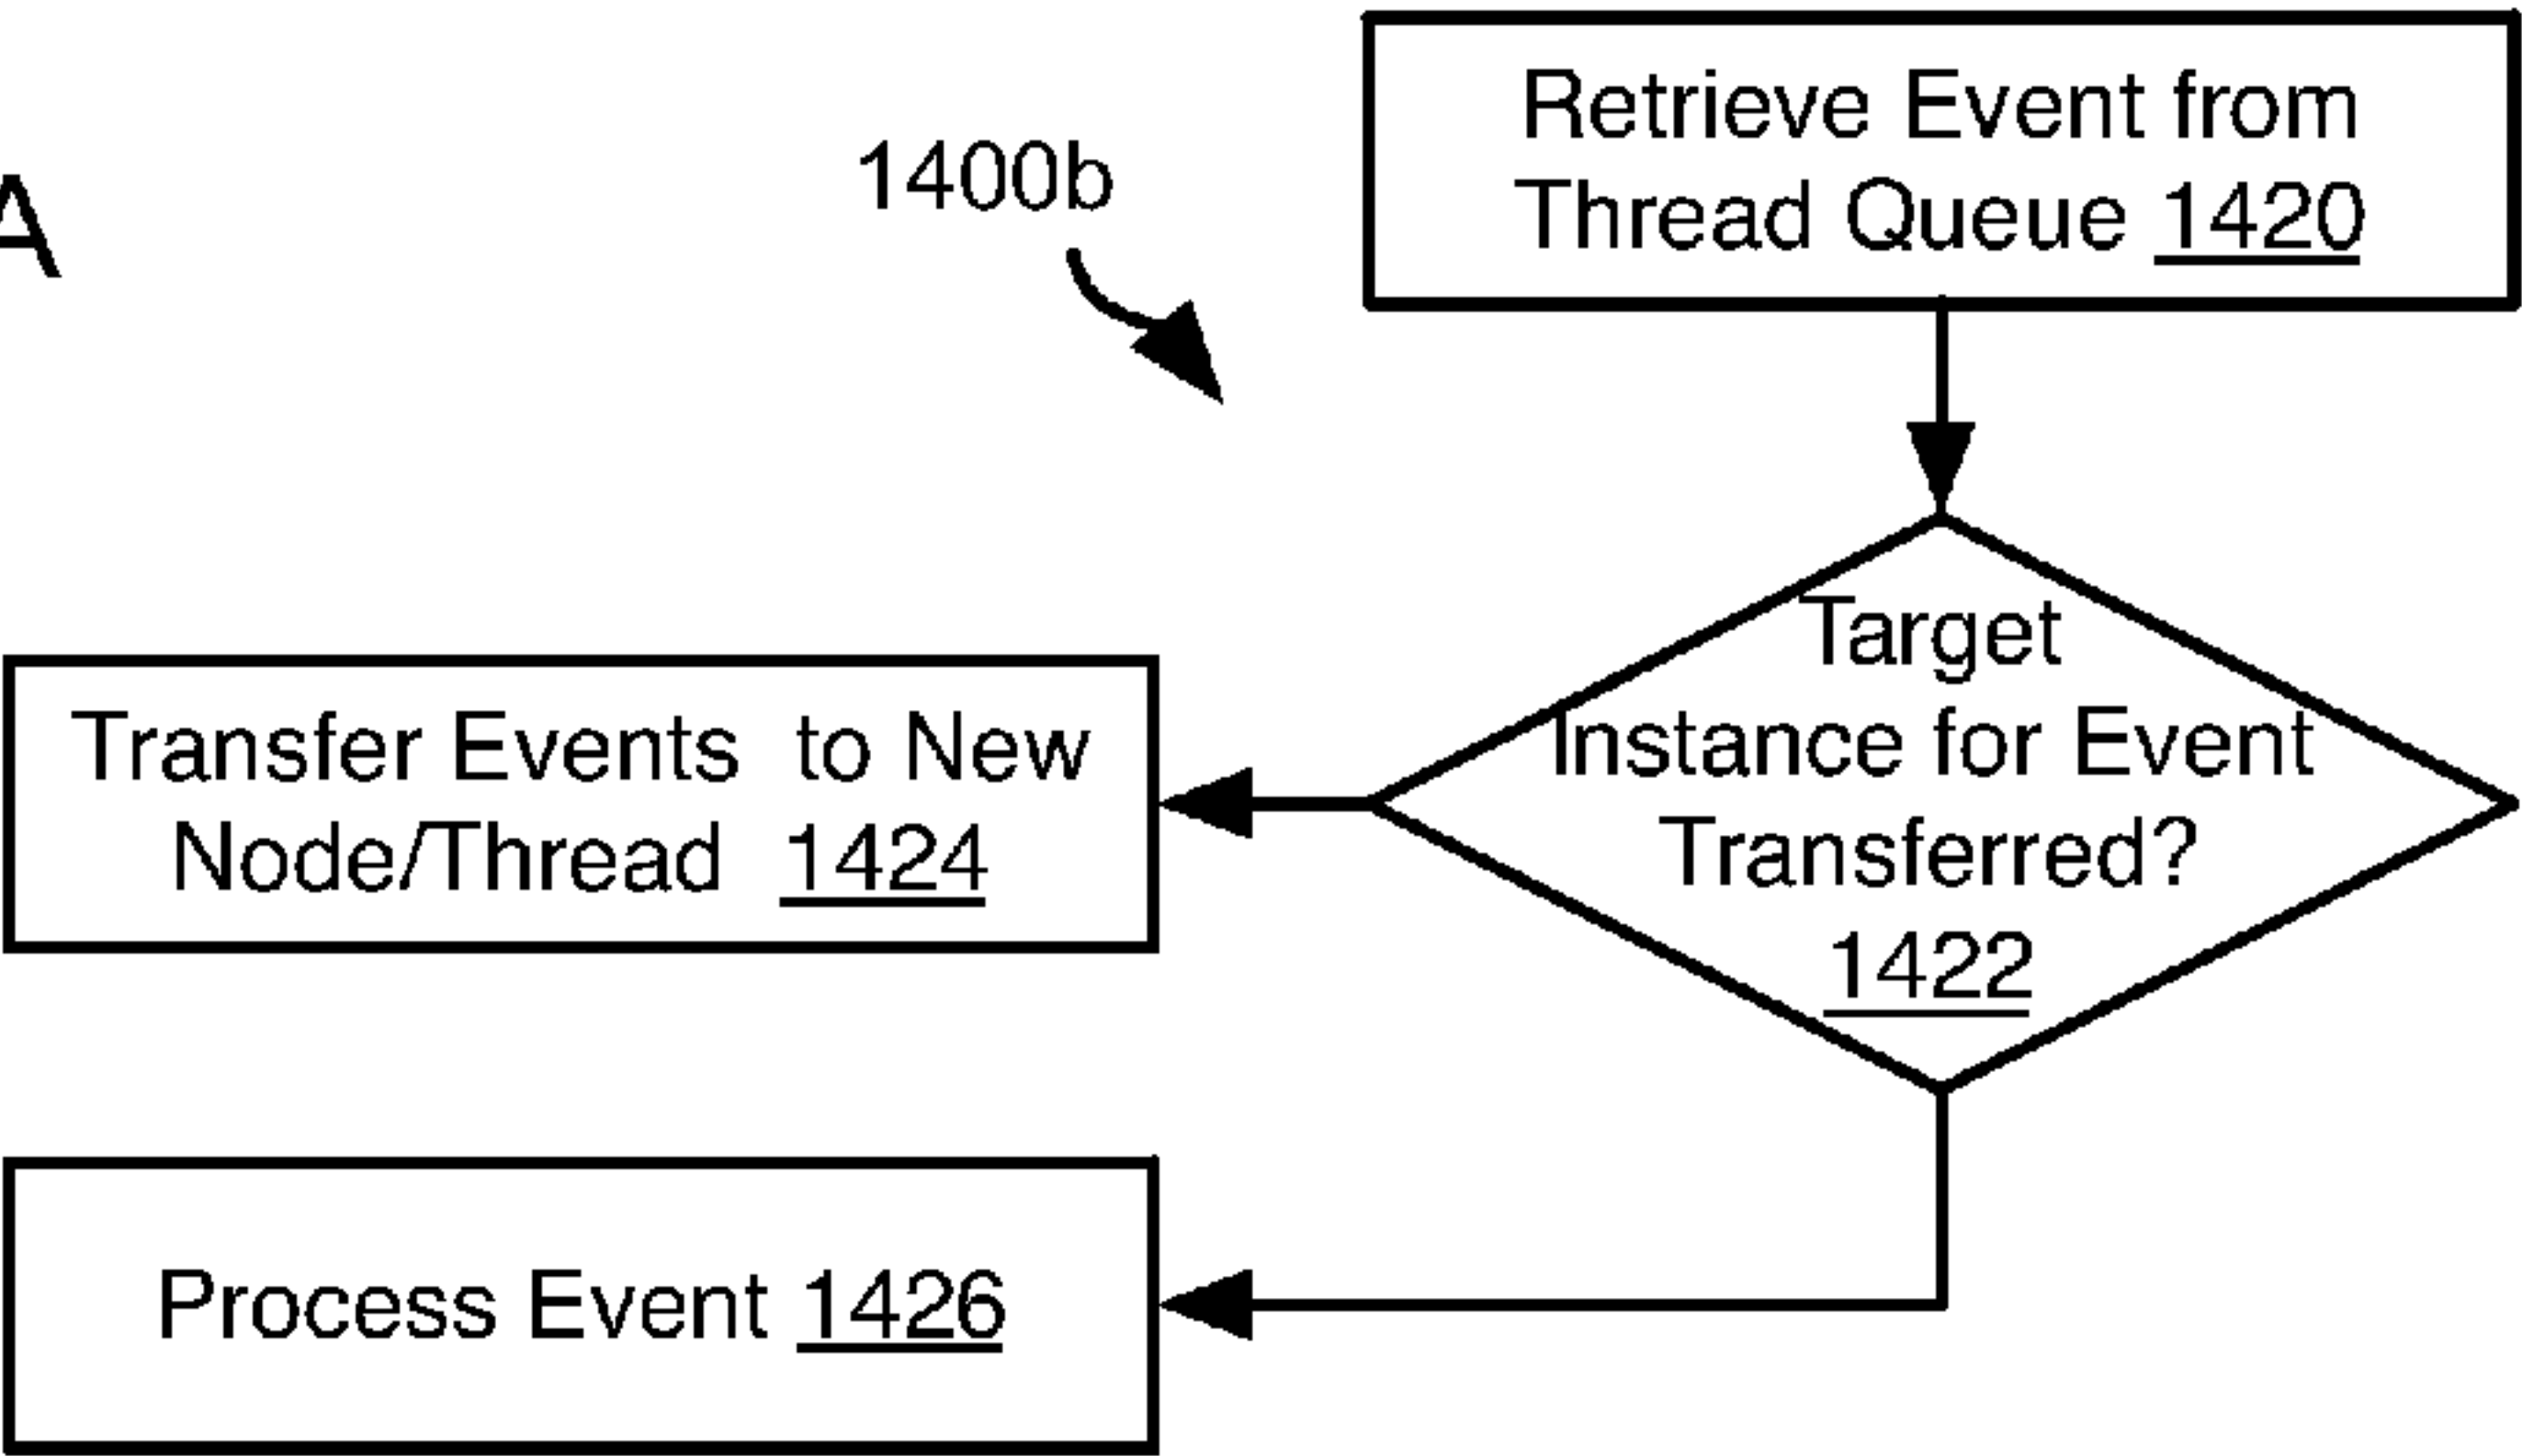 A
1400b
Retrieve Event from
Thread Queue 1420
Target
Instance for Event
Transferred?
1422
Transfer Events to New
Node/Thread 1424
Process Event 1426